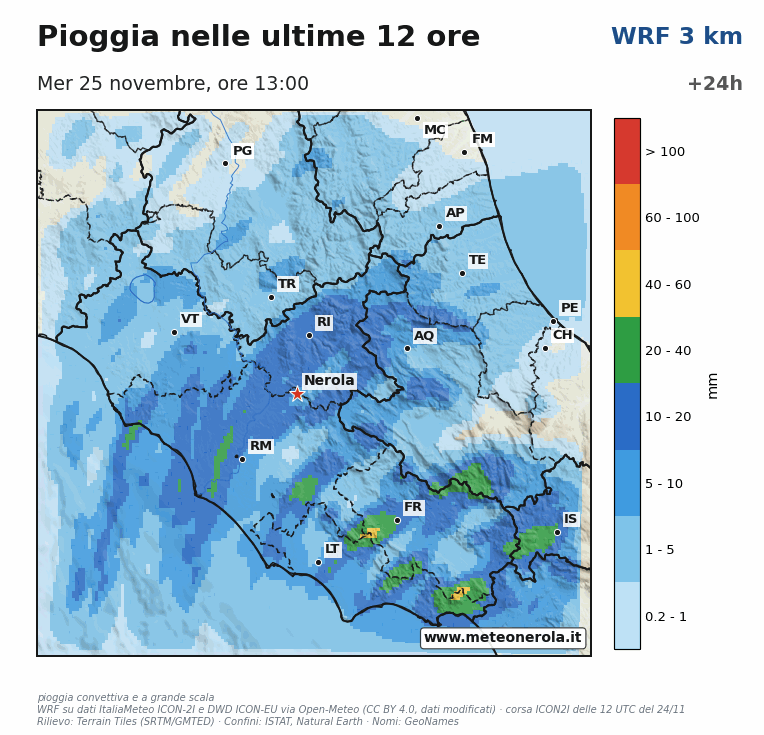 Pioggia nelle ultime 12 ore
WRF 3 km
Mer 25 novembre, ore 13:00
+24h
MC
FM
PG
AP
TE
TR
PE
VT
RI
AQ
CH
Nerola
RM
FR
IS
LT
www.meteonerola.it
> 100
60 - 100
40 - 60
20 - 40
10 - 20
5 - 10
1 - 5
0.2 - 1
mm
pioggia convettiva e a grande scala
WRF su dati ItaliaMeteo ICON-2I e DWD ICON-EU via Open-Meteo (CC BY 4.0, dati modificati) · corsa ICON2I delle 12 UTC del 24/11
Rilievo: Terrain Tiles (SRTM/GMTED) · Confini: ISTAT, Natural Earth · Nomi: GeoNames